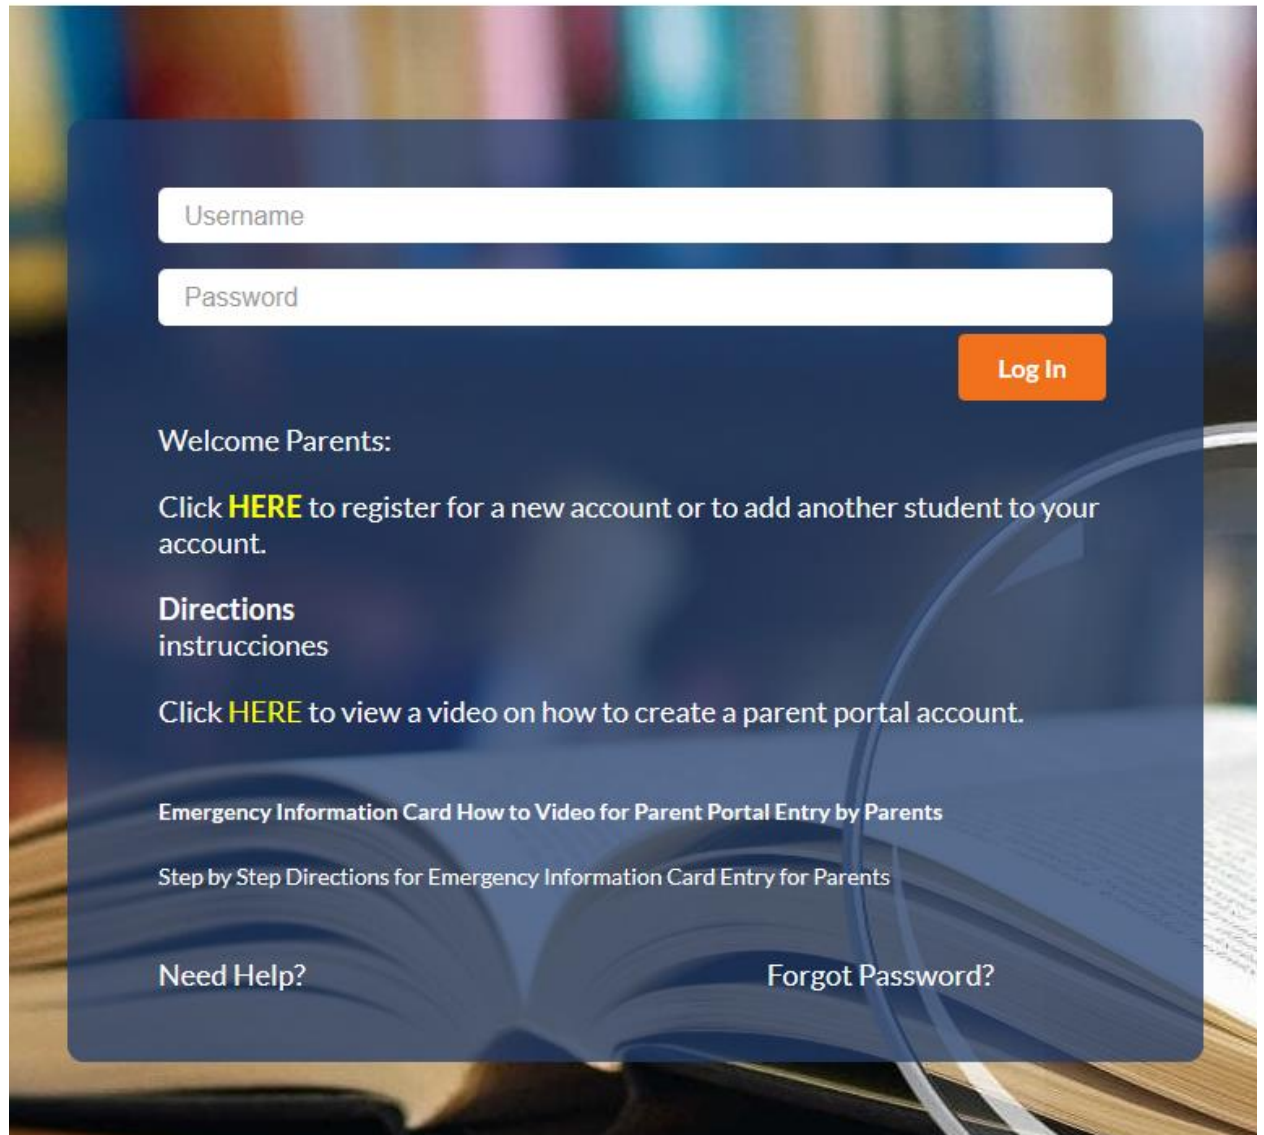 Username
Password
Log In
Welcome Parents:
Click HERE to register for a new account or to add another student to your
account.
Directions
instrucciones
Click HERE to view a video on how to create a parent portal account.
Emergency Information Card How to Video for Parent Portal Entry by Parents
Step by Step Directions for Emergency Information Card Entry for Parents
Need Help?
Forgot Password?